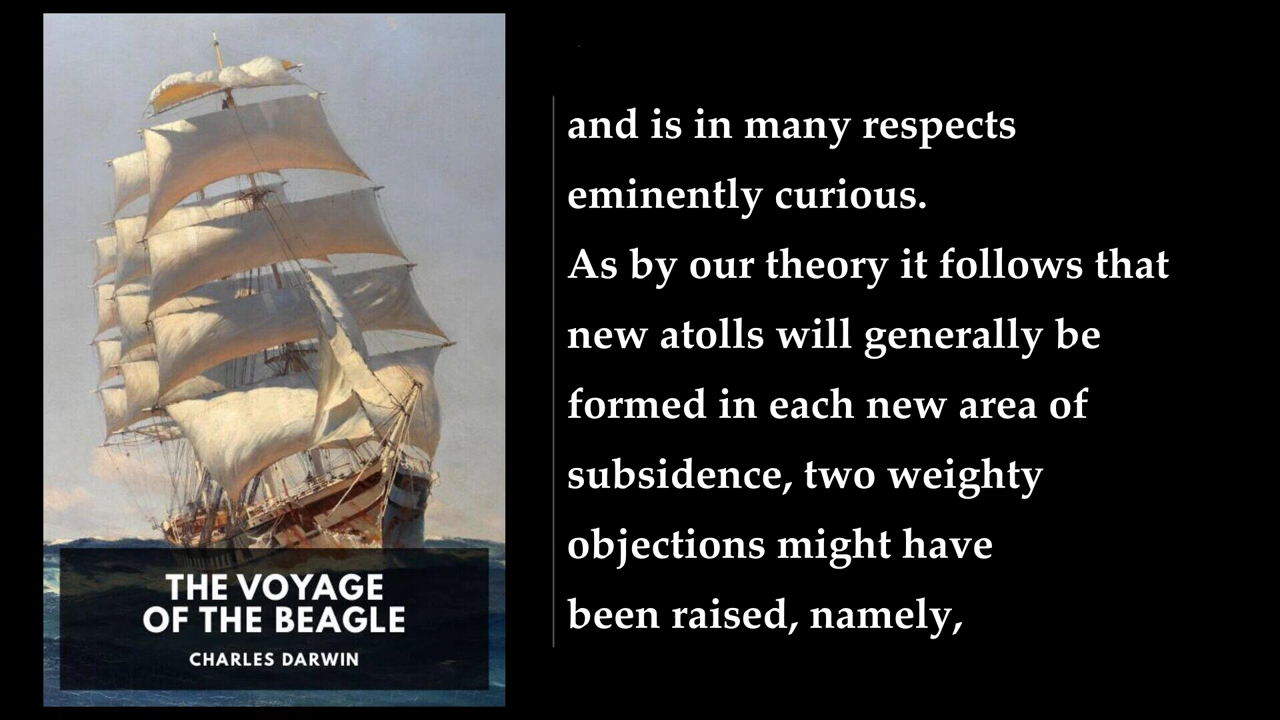 THE VOYAGE
OF THE BEAGLE
CHARLES DARWIN
and is in many respects
eminently curious.
As by our theory it follows that
new atolls will generally be
formed in each new area of
subsidence, two weighty
objections might have
been raised, namely,